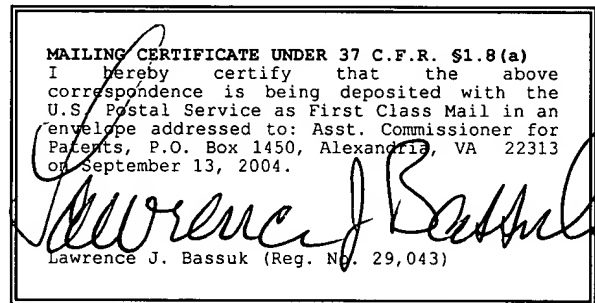 MAILING CERTIFICATE UNDER 37 C.F.R. §1.8(a)
I hereby certify that the above
correspondence is being deposited with the
U.S. Postal Service as First Class Mail in an
envelope addressed to: Asst. Commissioner for
Patents, P.O. Box 1450, Alexandria, VA 22313
on September 13, 2004.
Lawrence J Bassuk
Lawrence J. Bassuk (Reg. No. 29,043)